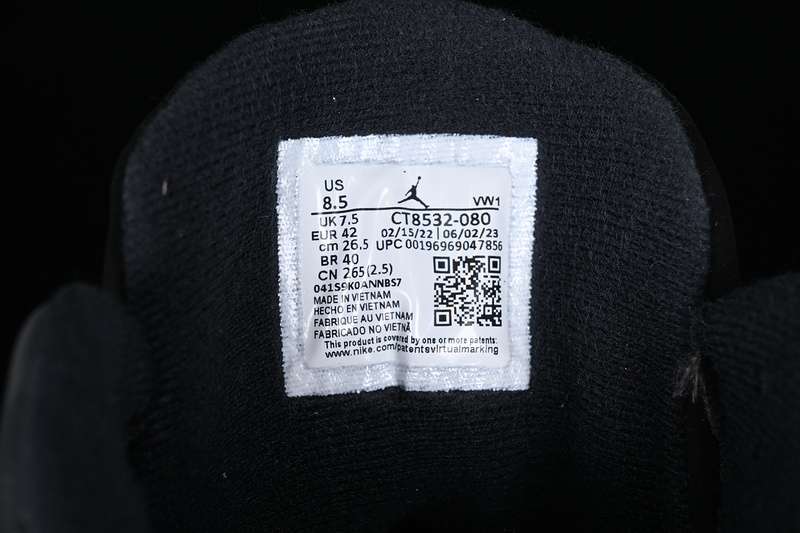 US
8.5 VW1
UK 7.5 CT8532-080
EUR 42 02/15/22 | 06/02/23
cm 26.5 UPC 00196969047856
BR 40
CN 265(2.5)
041S9K0ANNBS7
MADE IN VIETNAM
HECHO EN VIETNAM
FABRIQUE AU VIETNAM
FABRICADO NO VIETNÃ
This product is covered by one or more patents:
www.nike.com/patentsvirtualmarking